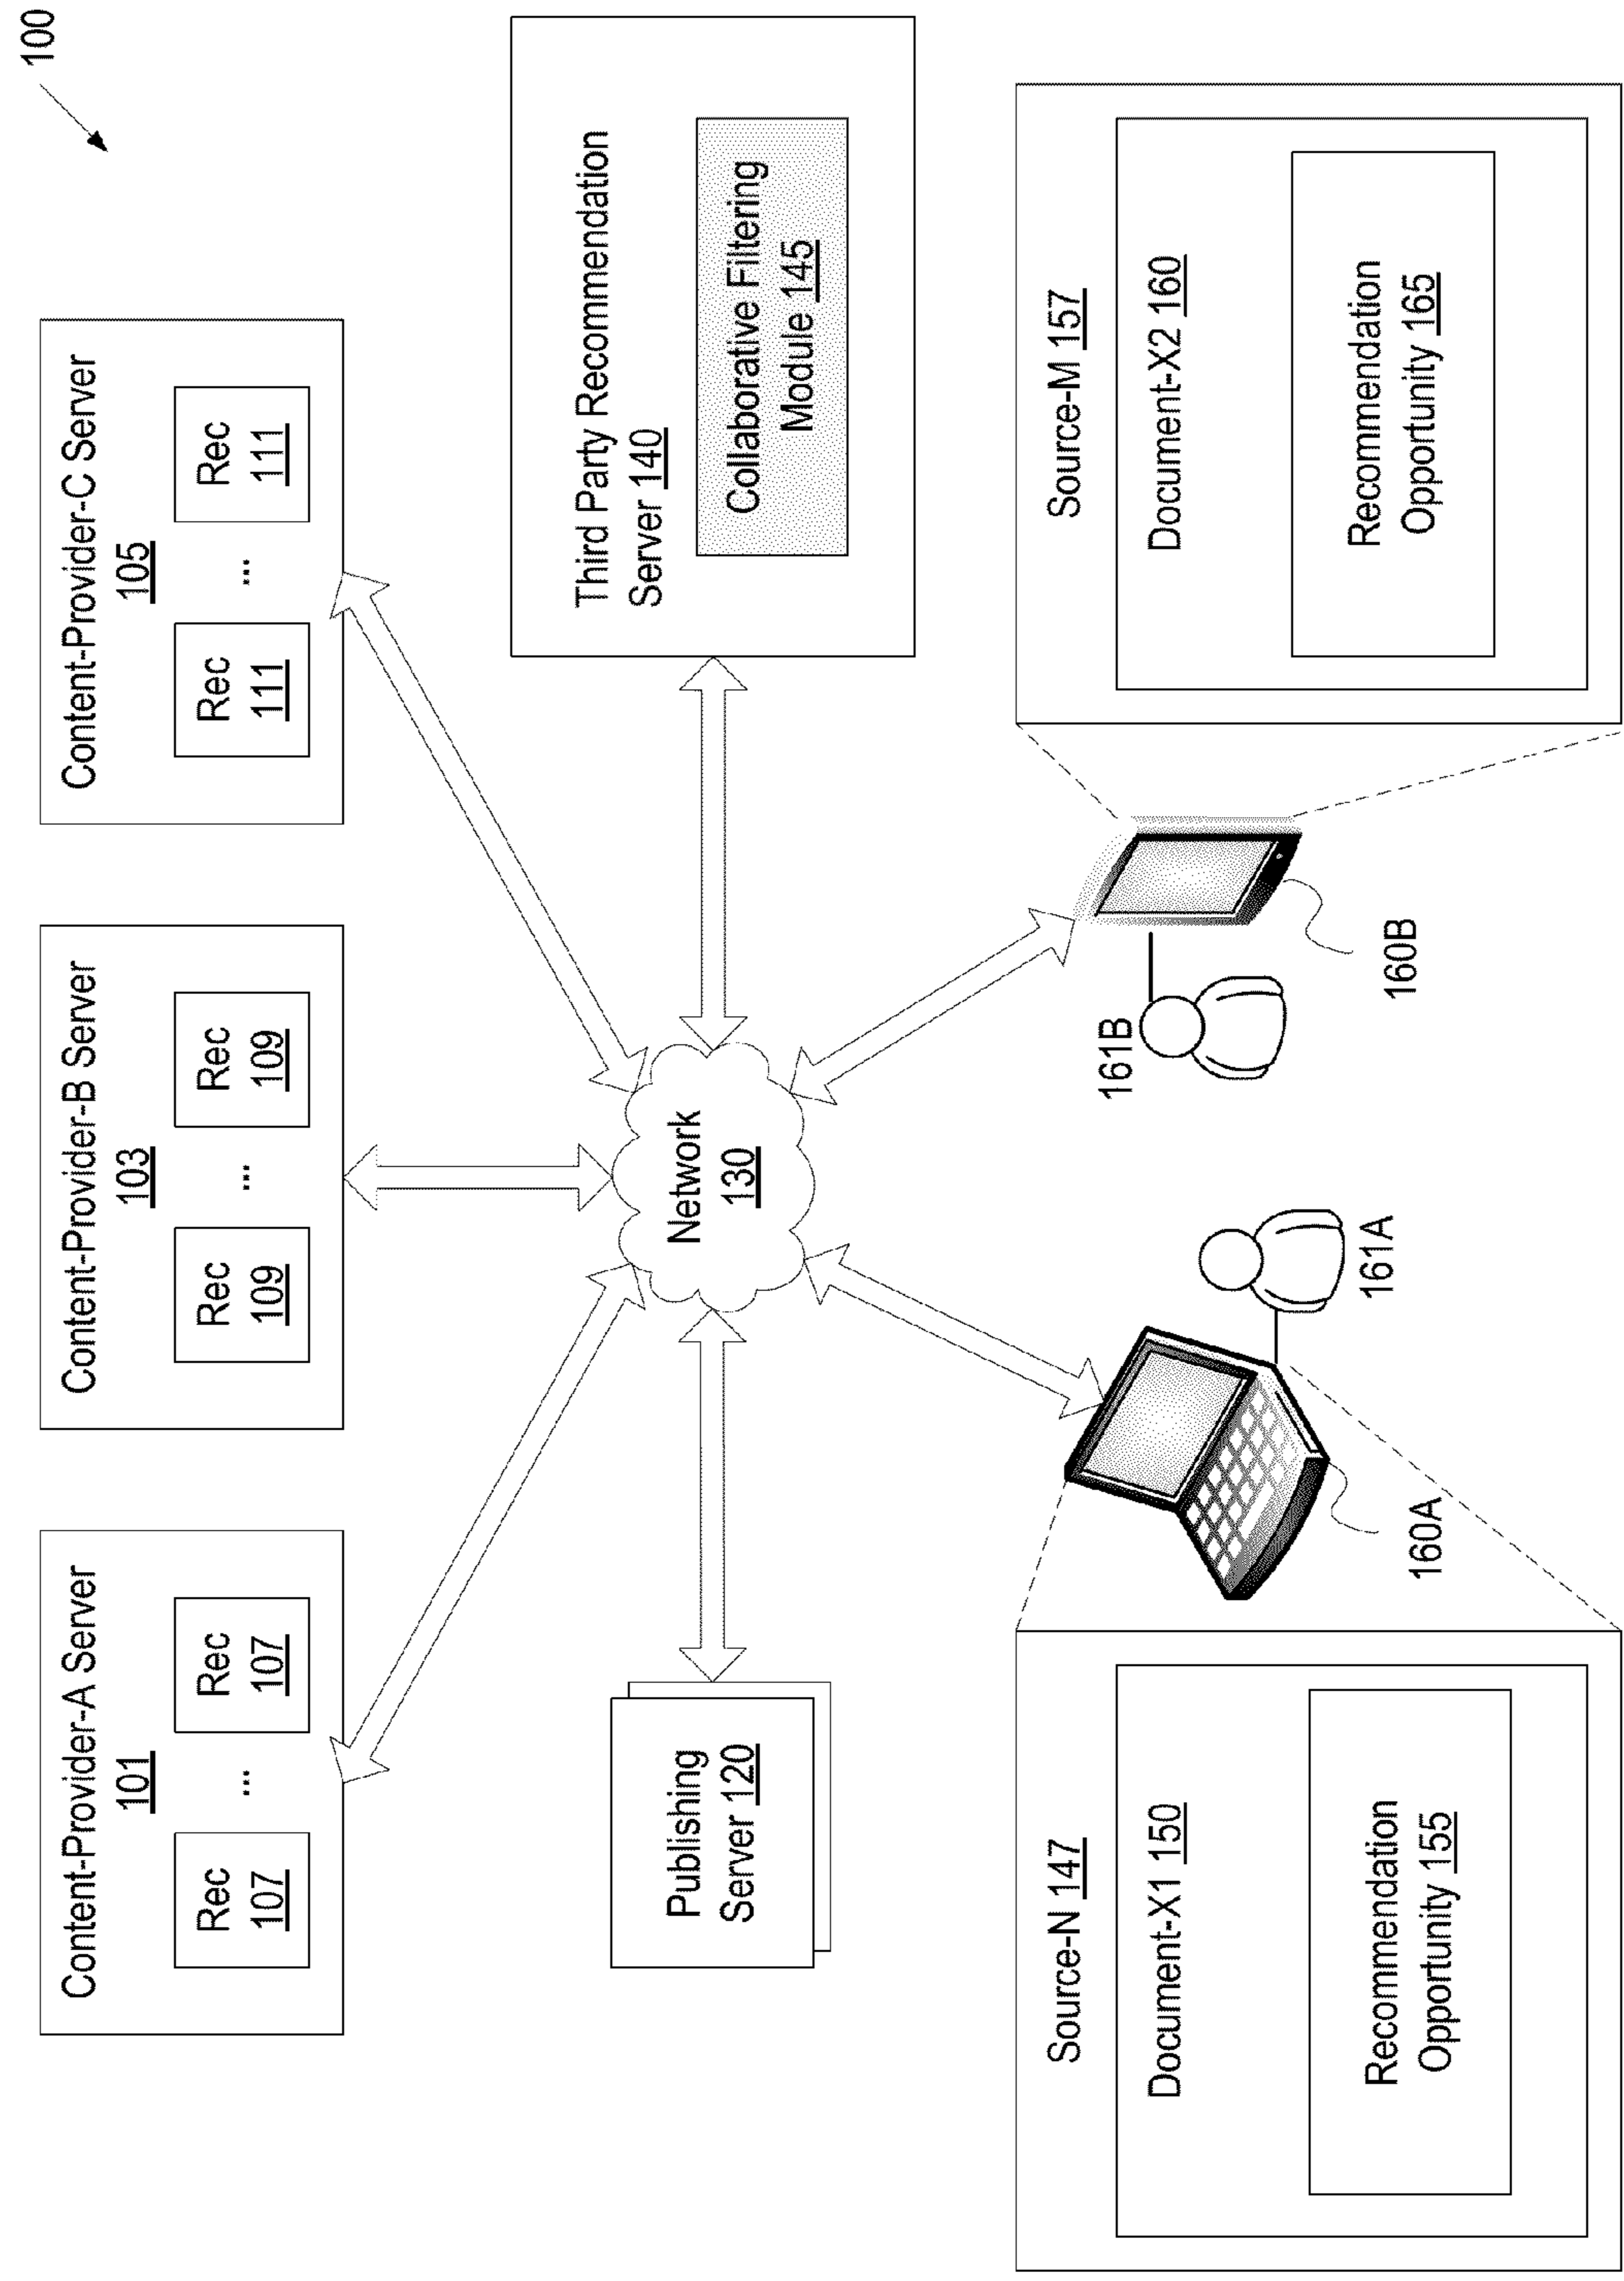 100
Content-Provider-A Server
101
Rec
107
...
Rec
107
Content-Provider-B Server
103
Rec
109
...
Rec
109
Content-Provider-C Server
105
Rec
111
...
Rec
111
Publishing
Server 120
Network
130
Third Party Recommendation
Server 140
Collaborative Filtering
Module 145
Source-N 147
Document-X1 150
Recommendation
Opportunity 155
160A
161A
161B
160B
Source-M 157
Document-X2 160
Recommendation
Opportunity 165